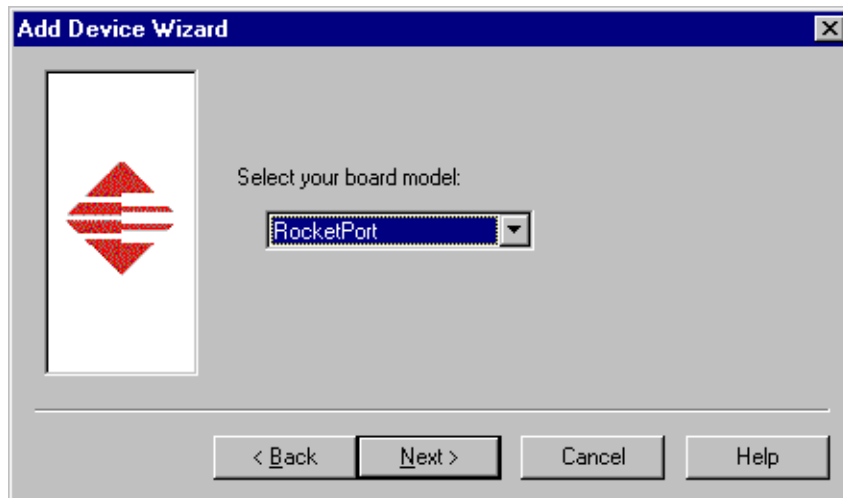 Add Device Wizard
Select your board model:
RocketPort
< Back Next > Cancel Help